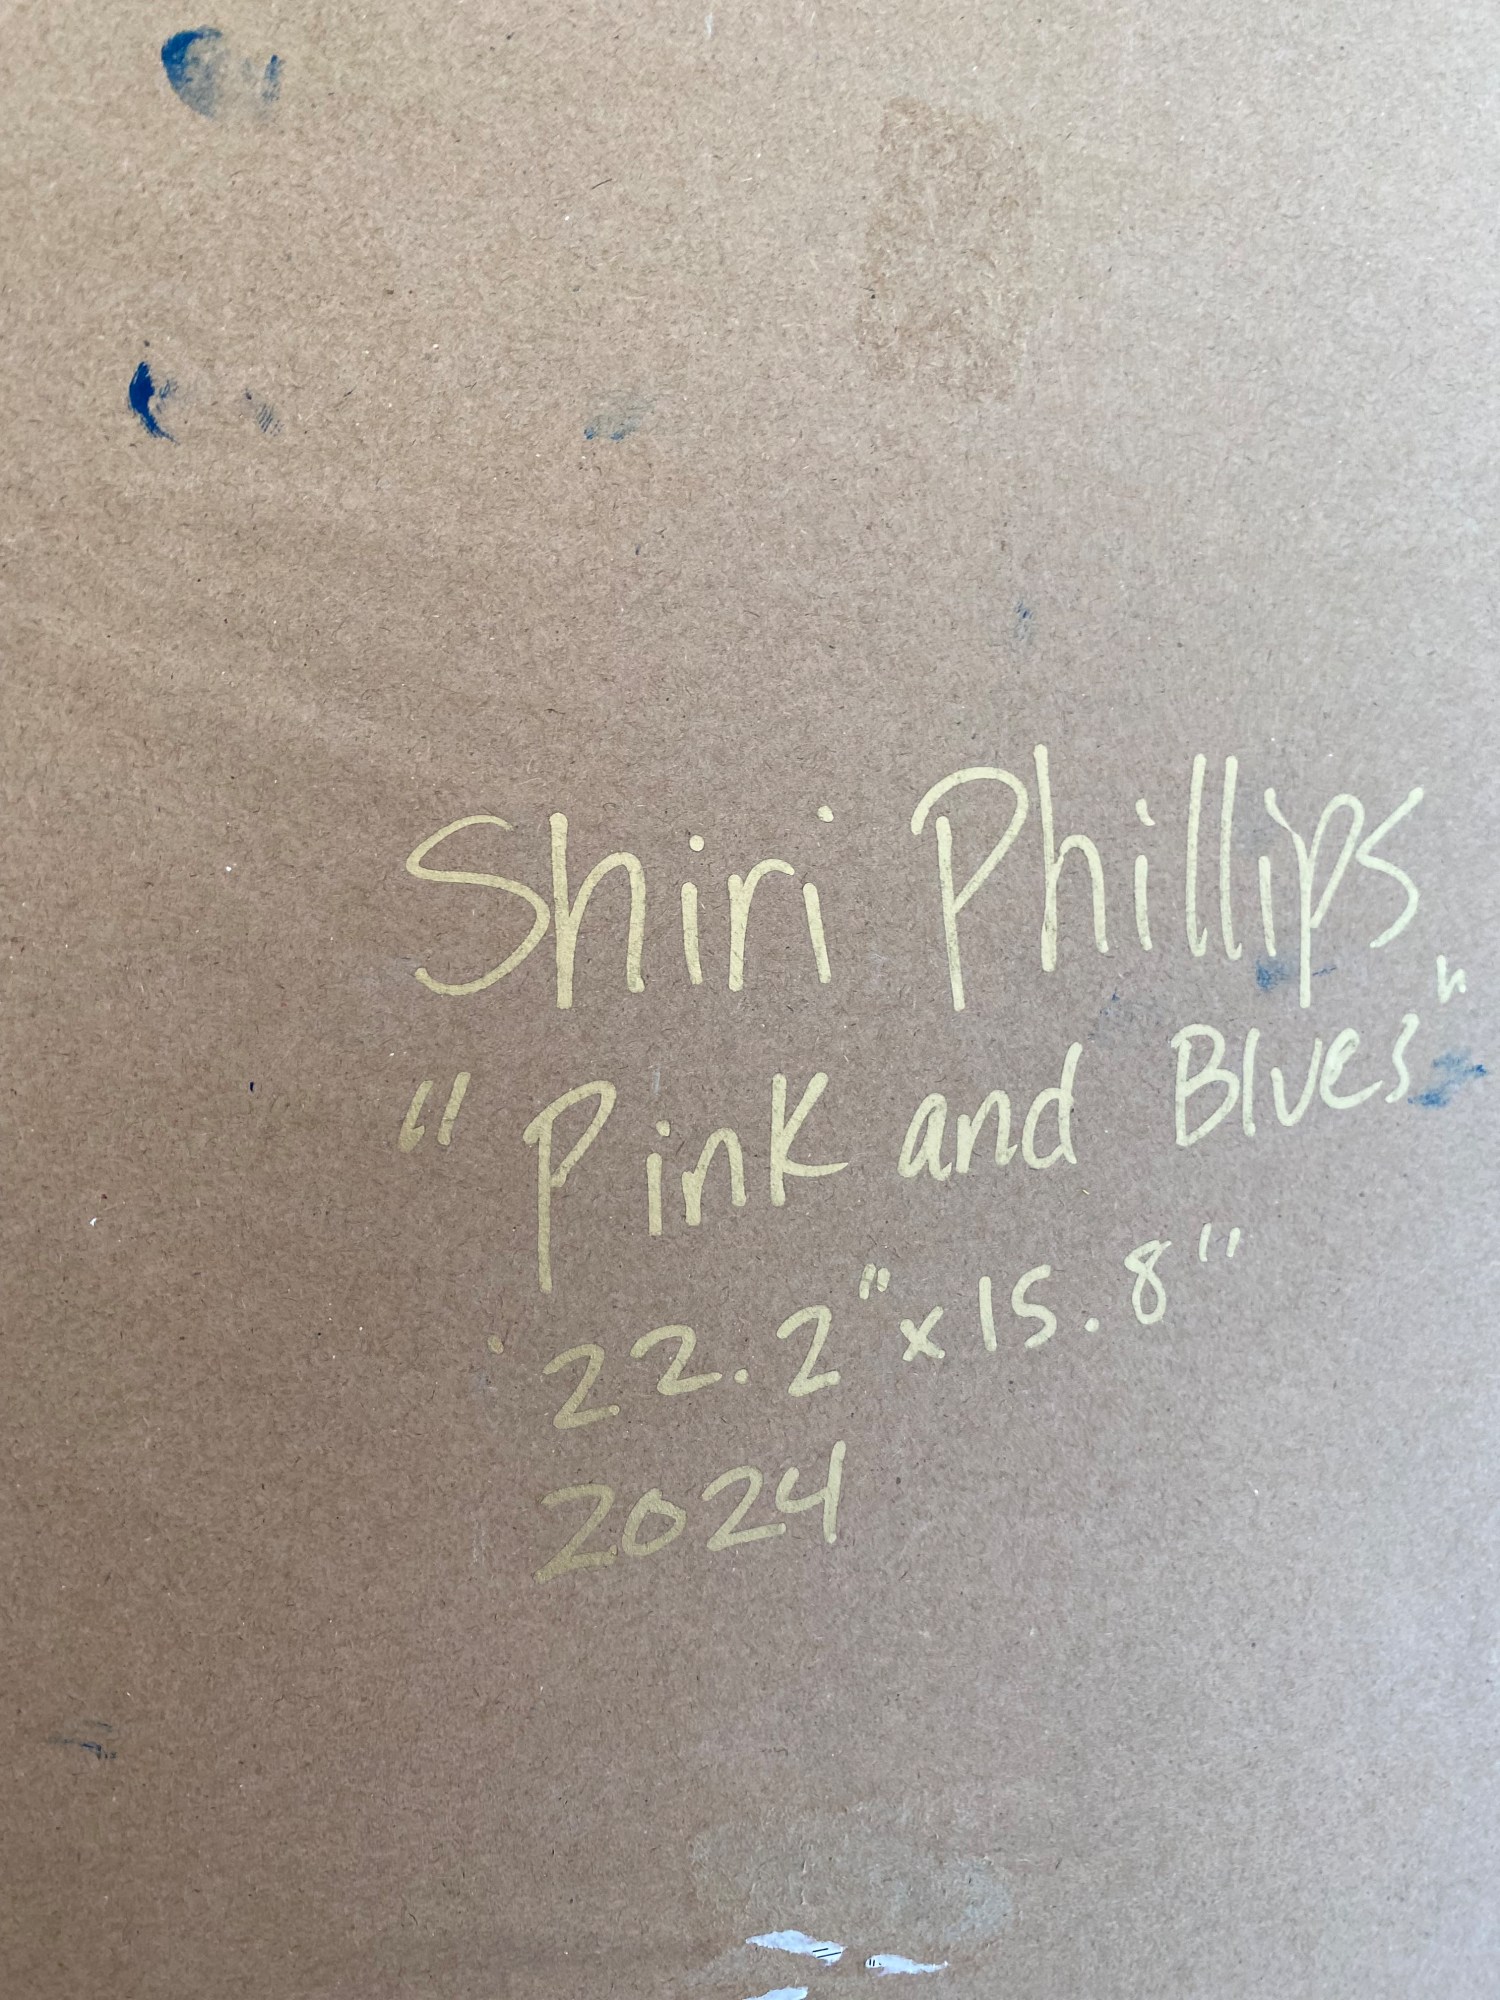 Shiri Phillips
"Pink and Blues"
22.2" x 15.8"
2024